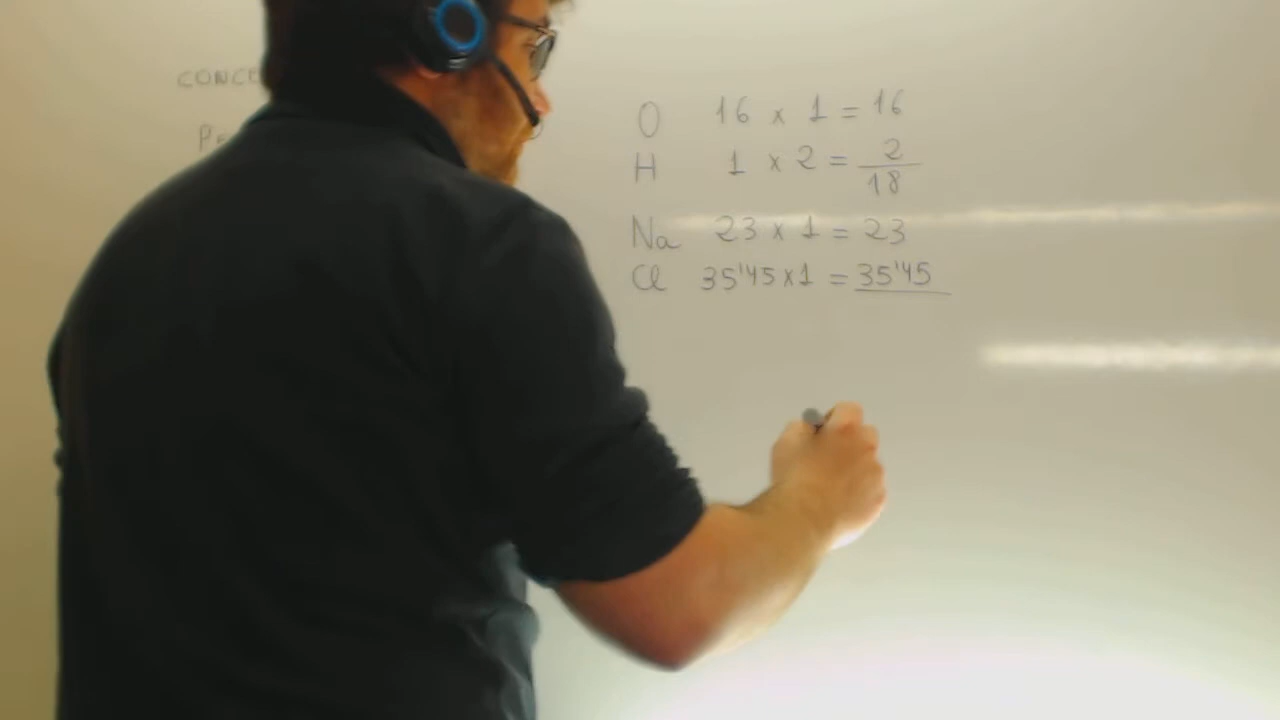 O 16 x 1 = 16
H 1 x 2 = 2
18
Na 23 x 1 = 23
Cl 35'45 x 1 = 35'45